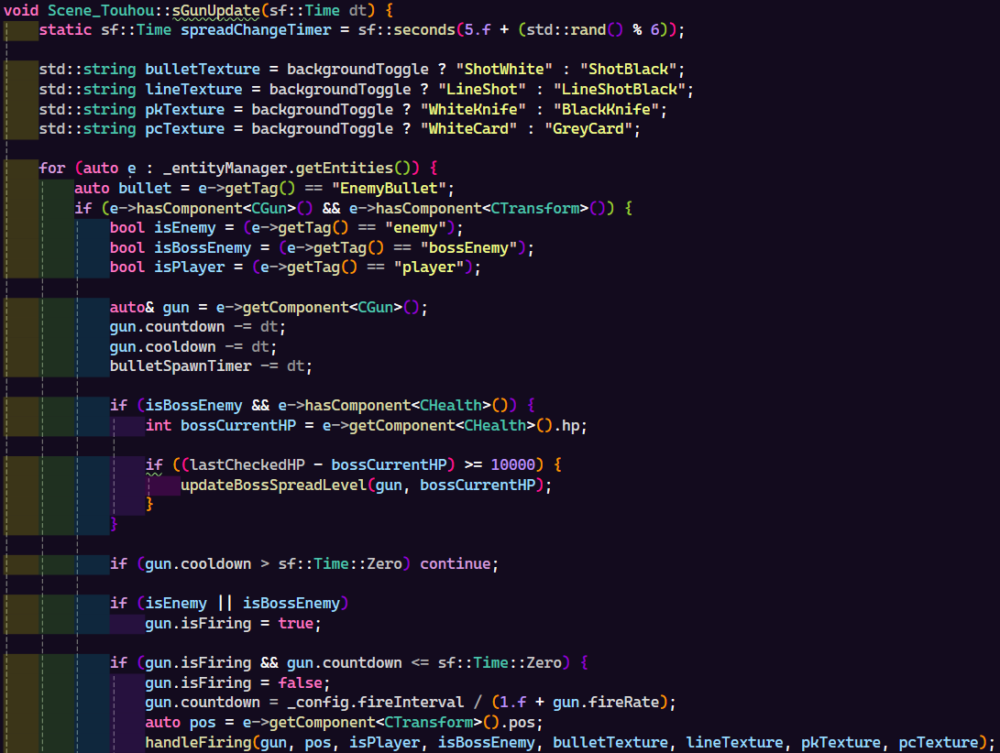 void Scene_Touhou::sGunUpdate(sf::Time dt) {
static sf::Time spreadChangeTimer = sf::seconds(5.f + (std::rand() % 6));
std::string bulletTexture = backgroundToggle ? "ShotWhite" : "ShotBlack";
std::string lineTexture = backgroundToggle ? "LineShot" : "LineShotBlack";
std::string pkTexture = backgroundToggle ? "WhiteKnife" : "BlackKnife";
std::string pcTexture = backgroundToggle ? "WhiteCard" : "GreyCard";
for (auto e : _entityManager.getEntities()) {
auto bullet = e->getTag() == "EnemyBullet";
if (e->hasComponent<CGun>() && e->hasComponent<CTransform>()) {
bool isEnemy = (e->getTag() == "enemy");
bool isBossEnemy = (e->getTag() == "bossEnemy");
bool isPlayer = (e->getTag() == "player");
auto& gun = e->getComponent<CGun>();
gun.countdown -= dt;
gun.cooldown -= dt;
bulletSpawnTimer -= dt;
if (isBossEnemy && e->hasComponent<CHealth>()) {
int bossCurrentHP = e->getComponent<CHealth>().hp;
if ((lastCheckedHP - bossCurrentHP) >= 10000) {
updateBossSpreadLevel(gun, bossCurrentHP);
}
}
if (gun.cooldown > sf::Time::Zero) continue;
if (isEnemy || isBossEnemy)
gun.isFiring = true;
if (gun.isFiring && gun.countdown <= sf::Time::Zero) {
gun.isFiring = false;
gun.countdown = _config.fireInterval / (1.f + gun.fireRate);
auto pos = e->getComponent<CTransform>().pos;
handleFiring(gun, pos, isPlayer, isBossEnemy, bulletTexture, lineTexture, pkTexture, pcTexture);